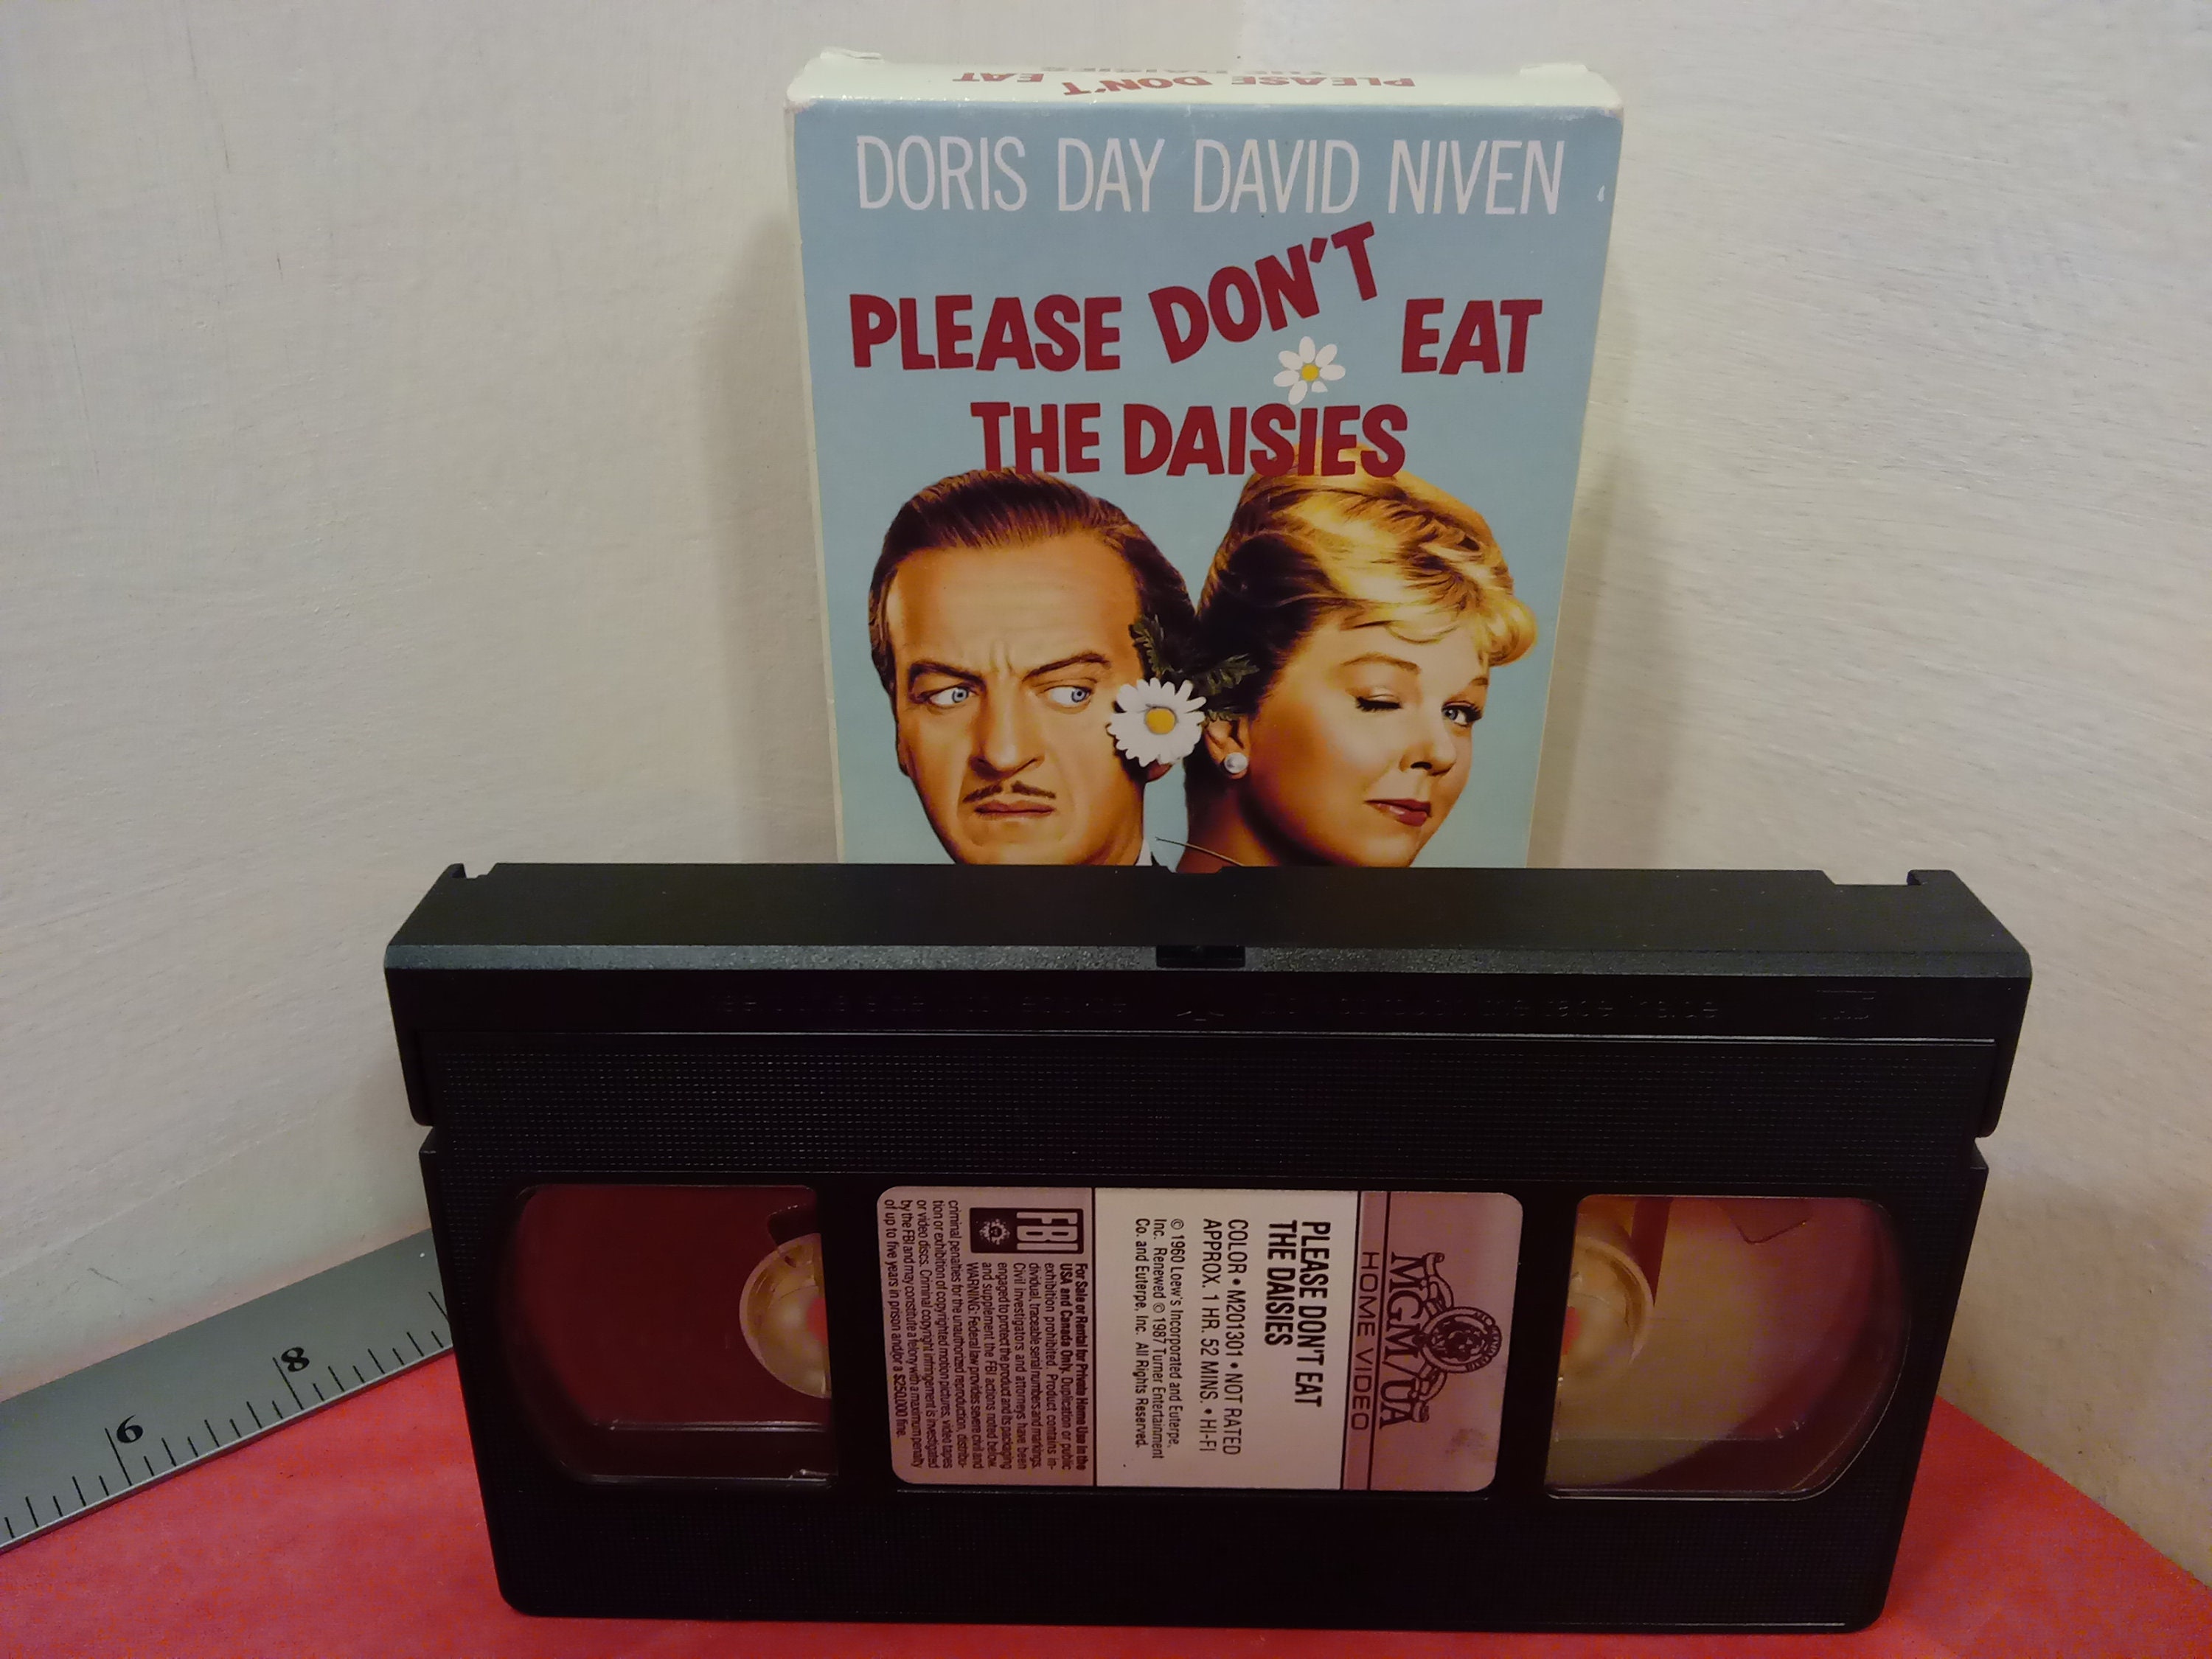 PLEASE DON'T EAT
THE DAISIES
DORIS DAY DAVID NIVEN
PLEASE DON'T EAT
THE DAISIES
MGM/UA
HOME VIDEO
PLEASE DON'T EAT
THE DAISIES
COLOR • M201301 • NOT RATED
APPROX. 1 HR. 52 MINS. • HI-FI
© 1960 Loew's Incorporated and Euterpe,
Inc. Renewed © 1987 Turner Entertainment
Co. and Euterpe, Inc. All Rights Reserved.
FBI
For Sale or Rental for Private Home Use in the
USA and Canada Only. Duplication or public
exhibition prohibited. Product contains in-
dividual, traceable serial numbers and markings.
Civil investigators and attorneys have been
engaged to protect the product and its packaging
and supplement the FBI actions noted below.
WARNING: Federal law provides severe civil and
criminal penalties for the unauthorized reproduction, distribu-
tion or exhibition of copyrighted motion pictures, video tapes
or video discs. Criminal copyright infringement is investigated
by the FBI and may constitute a felony with a maximum penalty
of up to five years in prison and/or a $250,000 fine.
8
9